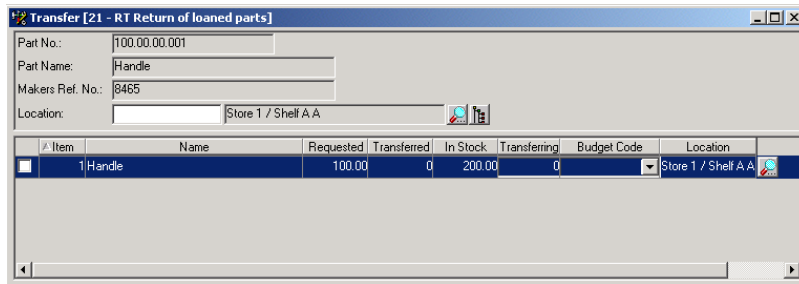 Transfer [21 - RT Return of loaned parts]
Part No.: 100.00.00.001
Part Name: Handle
Makers Ref. No.: 8465
Location: Store 1 / Shelf A A
Item Name Requested Transferred In Stock Transferring Budget Code Location
1 Handle 100.00 0 200.00 0 Store 1 / Shelf A A